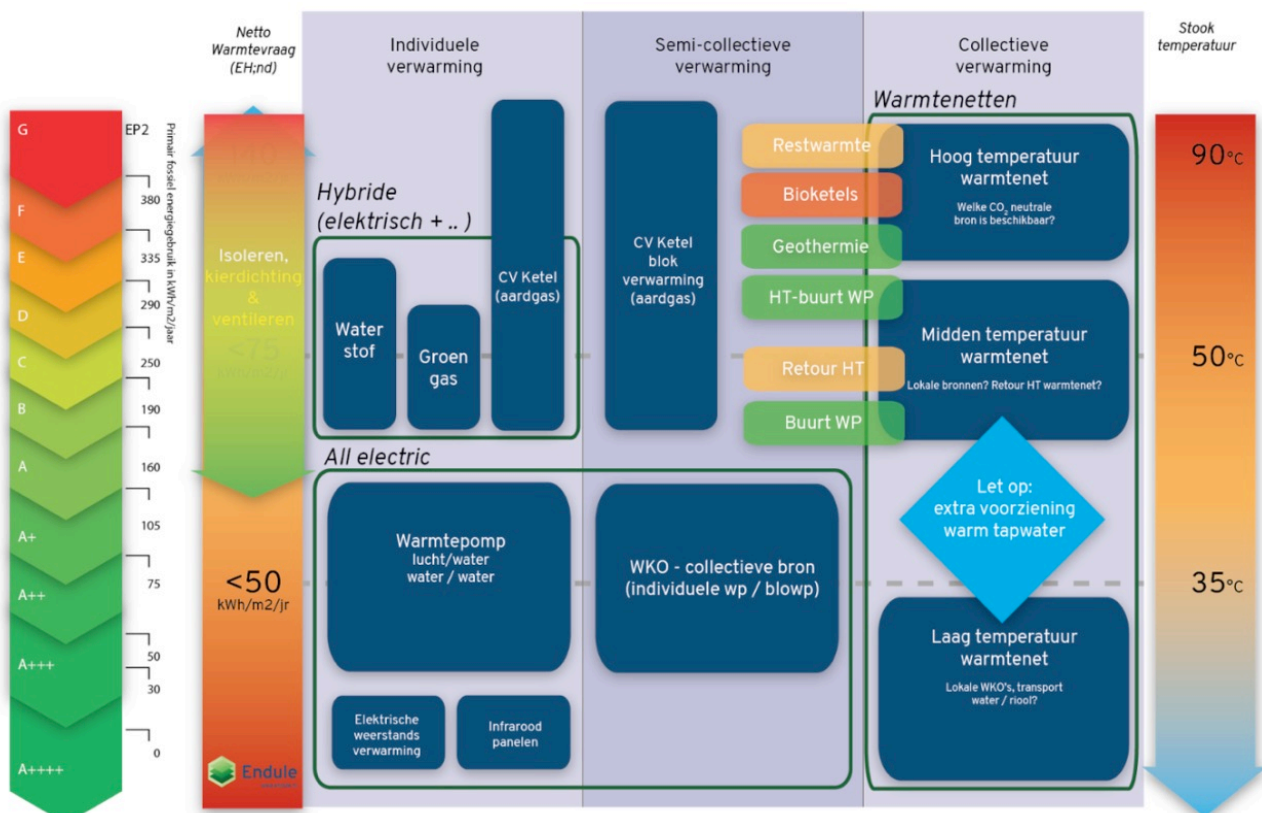 Netto
Warmtevraag
(EH;nd)
Individuele
verwarming
Semi-collectieve
verwarming
Collectieve
verwarming
Stook
temperatuur
G
F
E
D
C
B
A
A+
A++
A+++
A++++
EP2
380
335
290
250
190
160
105
75
50
30
0
Primair fossiel energiegebruik in kWh/m2/jaar
140
Isoleren,
kierdichting
&
ventileren
<75
kWh/m2/jr
<50
kWh/m2/jr
Endule
Hybride
(elektrisch + .. )
Water
stof
Groen
gas
CV Ketel
(aardgas)
CV Ketel
blok
verwarming
(aardgas)
Restwarmte
Bioketels
Geothermie
HT-buurt WP
Retour HT
Buurt WP
Warmtenetten
Hoog temperatuur
warmtenet
Welke CO₂ neutrale
bron is beschikbaar?
Midden temperatuur
warmtenet
Lokale bronnen? Retour HT warmtenet?
Let op:
extra voorziening
warm tapwater
Laag temperatuur
warmtenet
Lokale WKO's, transport
water / riool?
All electric
Warmtepomp
lucht/water
water / water
WKO - collectieve bron
(individuele wp / blowp)
Elektrische
weerstands
verwarming
Infrarood
panelen
90°C
50°C
35°C